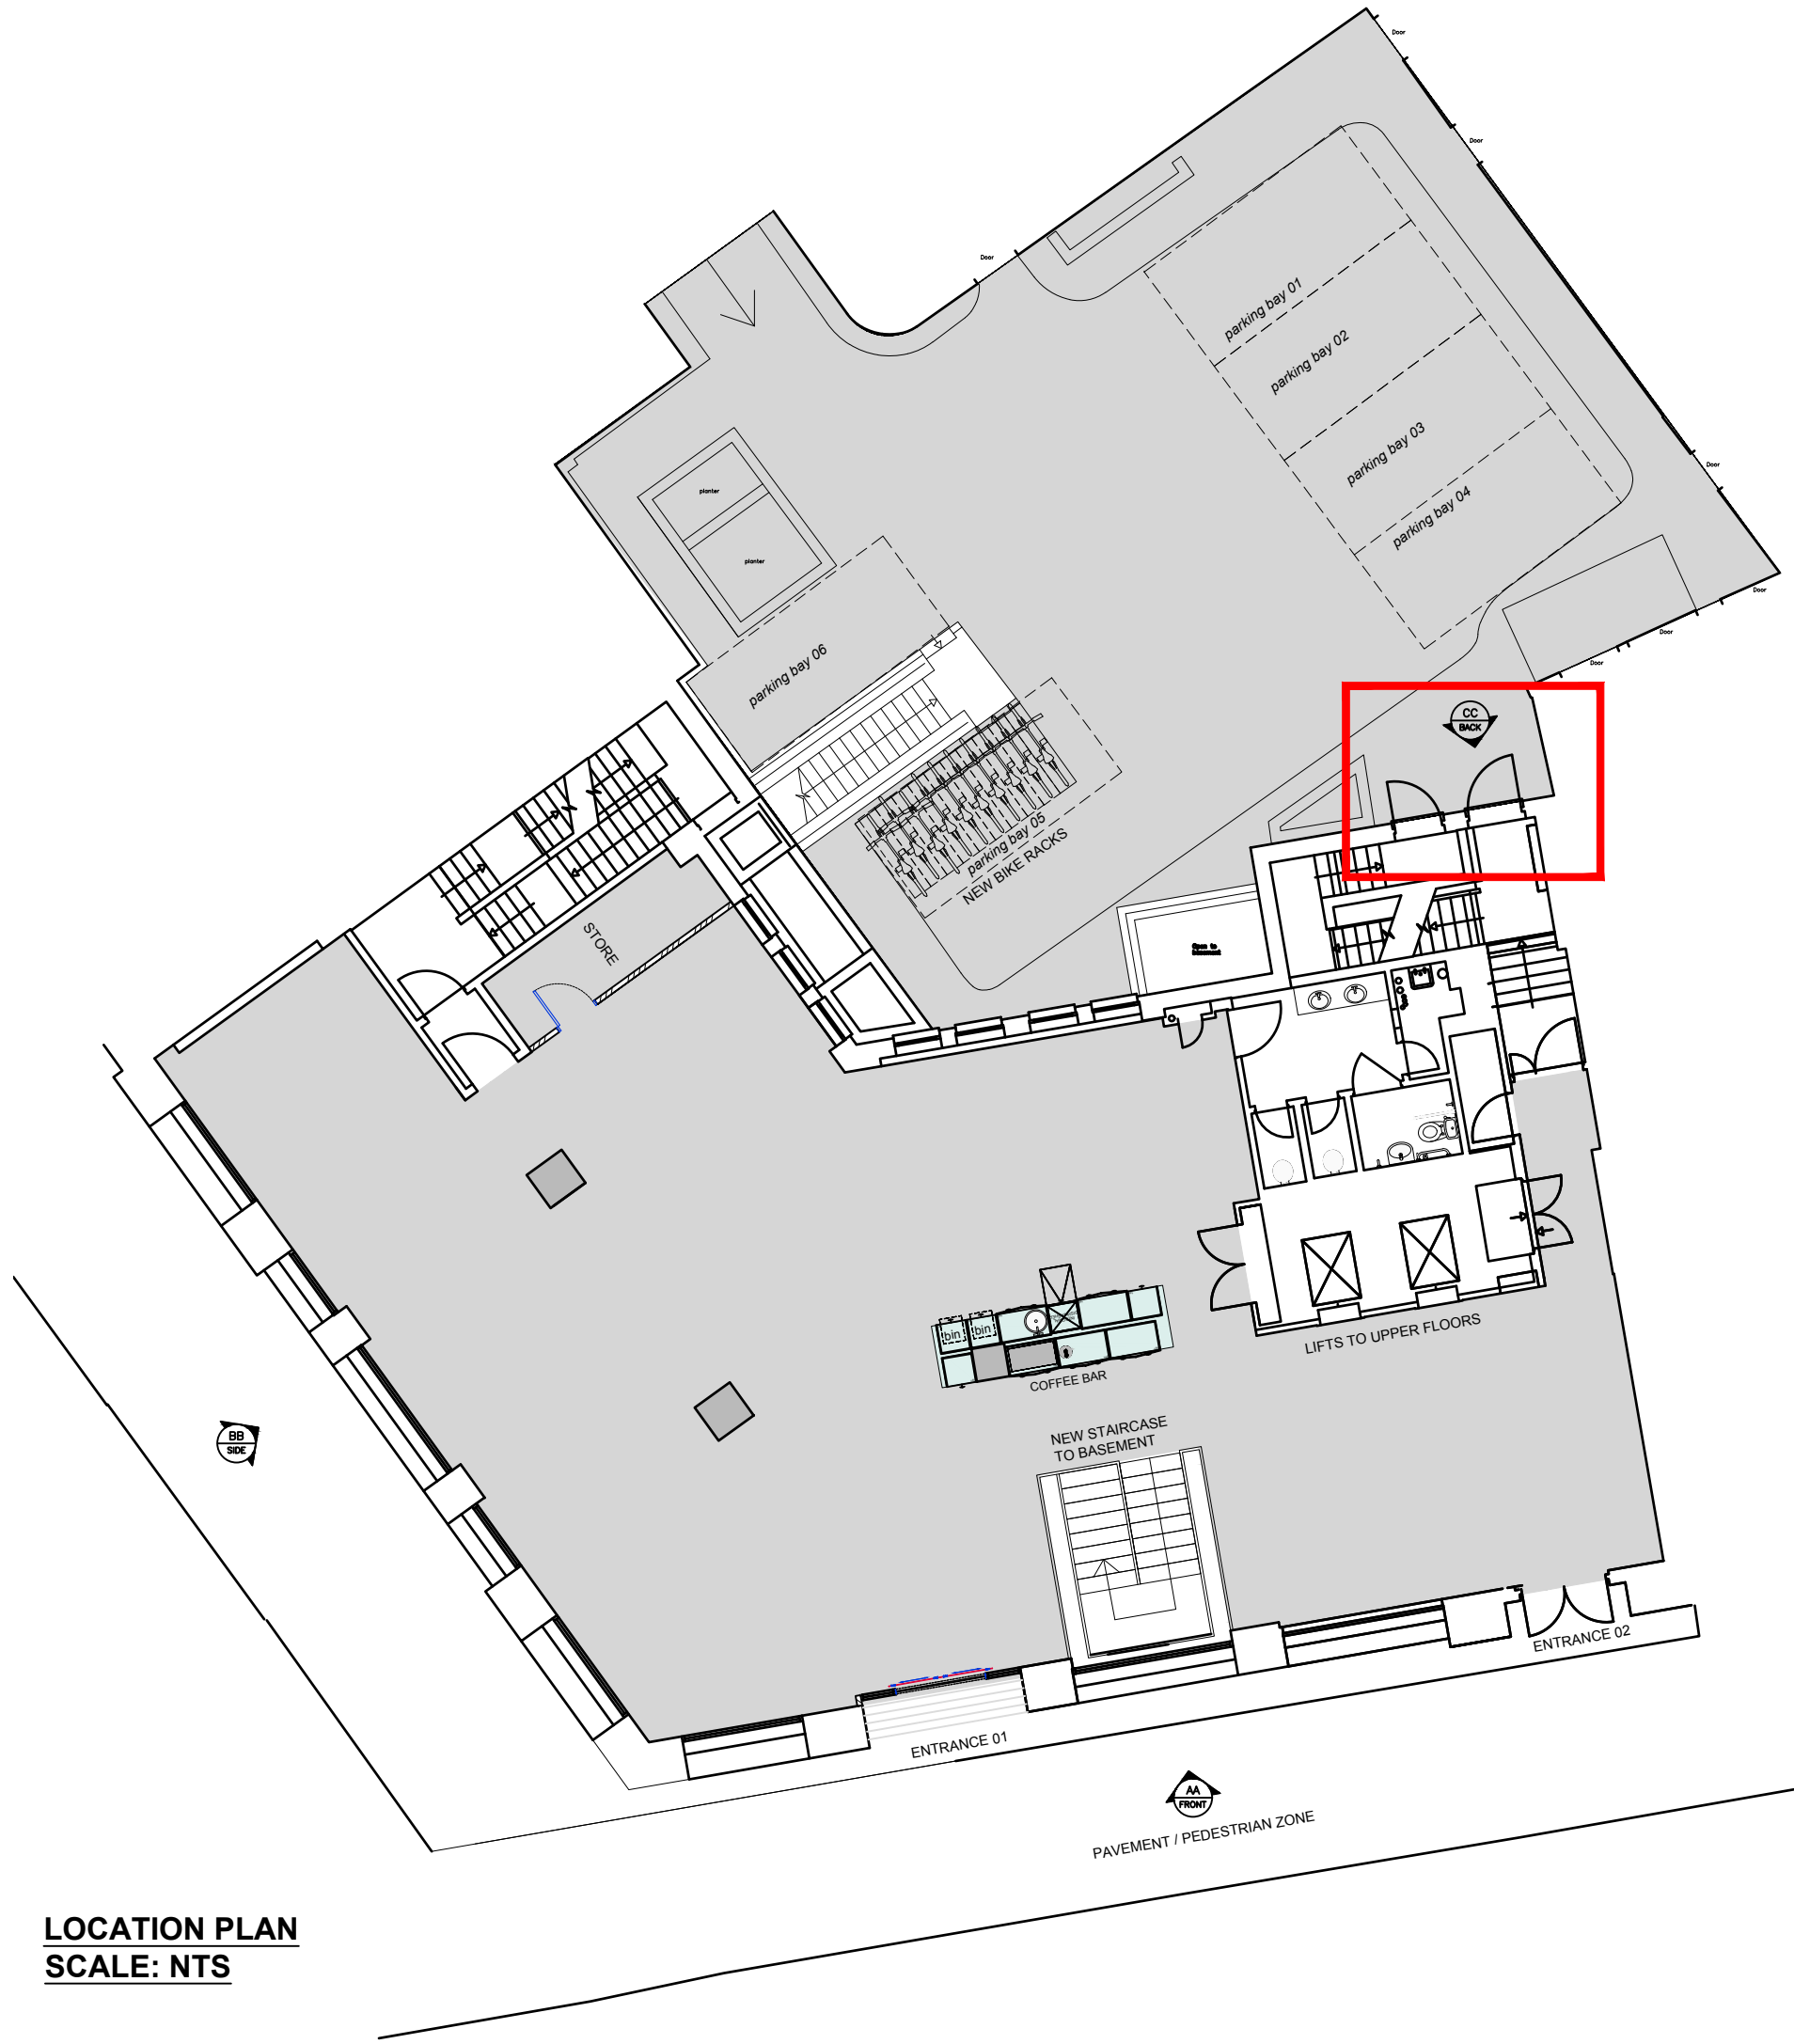 Door
Door
Door
parking bay 01
parking bay 02
parking bay 03
parking bay 04
Door
planter
planter
Door
Door
Door
parking bay 06
CC
BACK
parking bay 05
NEW BIKE RACKS
STORE
Open to
basement
bin
bin
COFFEE BAR
LIFTS TO UPPER FLOORS
NEW STAIRCASE
TO BASEMENT
BB
SIDE
ENTRANCE 02
ENTRANCE 01
AA
FRONT
PAVEMENT / PEDESTRIAN ZONE
LOCATION PLAN
SCALE: NTS